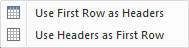 Use First Row as Headers
Use Headers as First Row